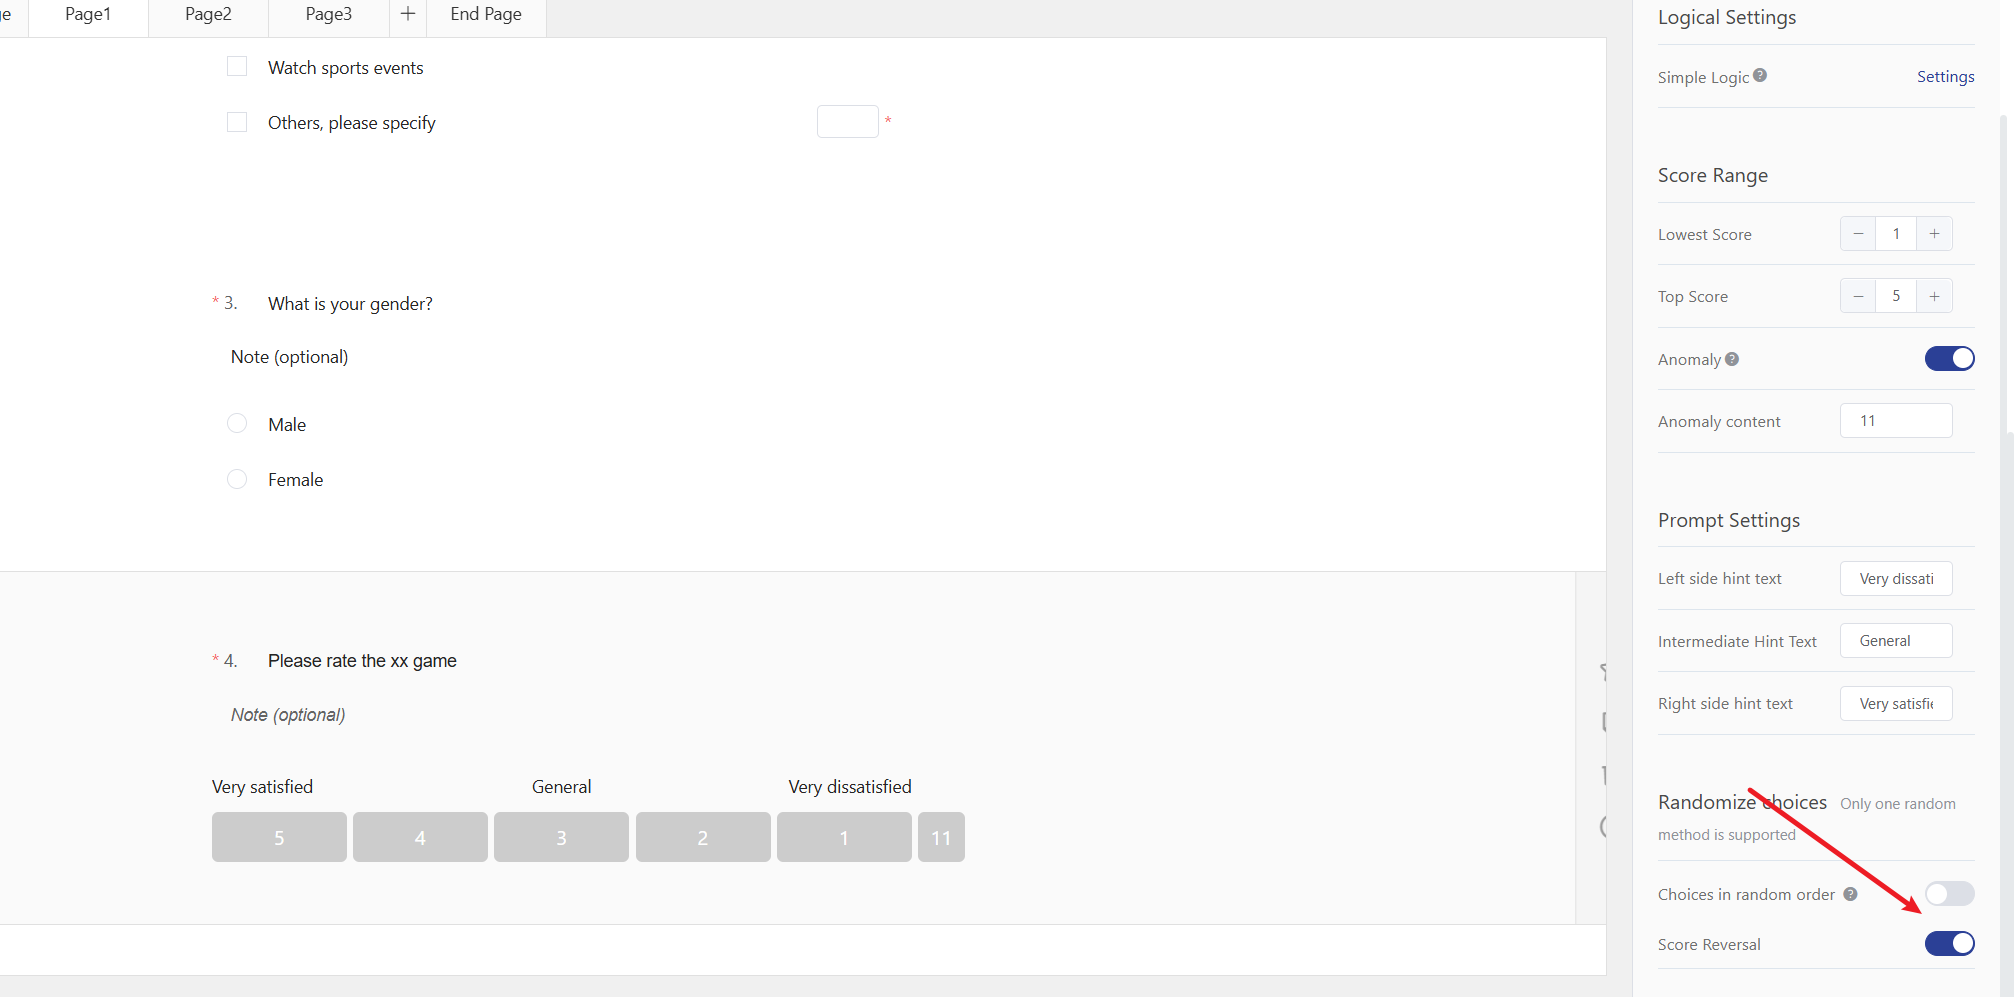 e Page1 Page2 Page3 + End Page
Watch sports events
Others, please specify *
* 3. What is your gender?
Note (optional)
Male
Female
* 4. Please rate the xx game
Note (optional)
Very satisfied General Very dissatisfied
5 4 3 2 1 11
Logical Settings
Simple Logic ? Settings
Score Range
Lowest Score − 1 +
Top Score − 5 +
Anomaly ?
Anomaly content 11
Prompt Settings
Left side hint text Very dissati
Intermediate Hint Text General
Right side hint text Very satisfie
Randomize choices Only one random
method is supported
Choices in random order ?
Score Reversal